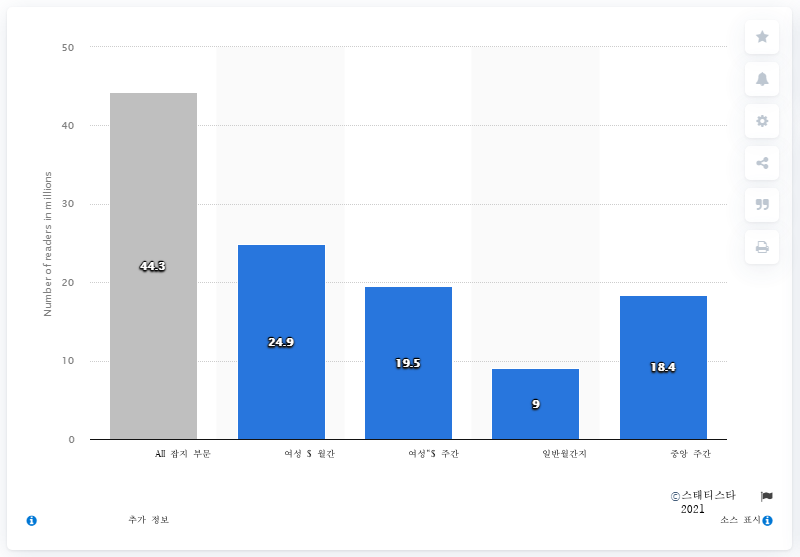 50
40
30
20
10
0
Number of readers in millions
44.3
24.9
19.5
9
18.4
All 잡지 부문
여성 $ 월간
여성"$ 주간
일반월간지
중앙 주간
©스태티스타
2021
추가 정보
소스 표시